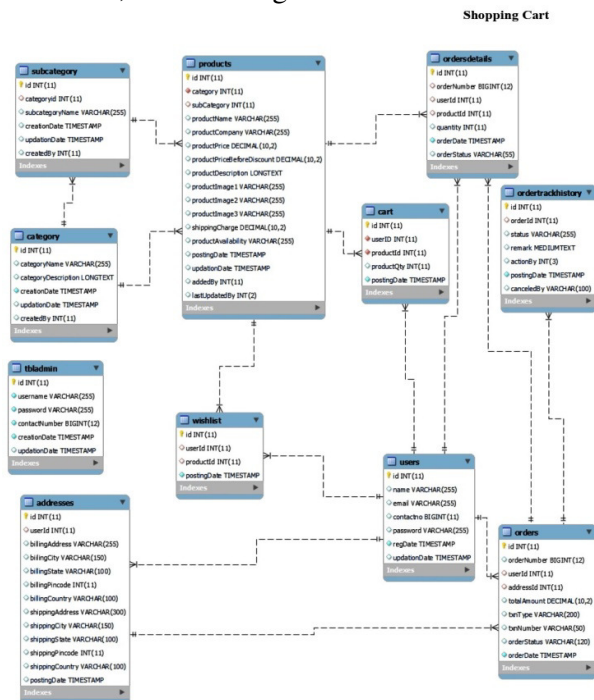 Shopping Cart
subcategory
id INT(11)
categoryid INT(11)
subcategoryName VARCHAR(255)
creationDate TIMESTAMP
updationDate TIMESTAMP
createdBy INT(11)
Indexes
products
id INT(11)
category INT(11)
subCategory INT(11)
productName VARCHAR(255)
productCompany VARCHAR(255)
productPrice DECIMAL(10,2)
productPriceBeforeDiscount DECIMAL(10,2)
productDescription LONGTEXT
productImage1 VARCHAR(255)
productImage2 VARCHAR(255)
productImage3 VARCHAR(255)
shippingCharge DECIMAL(10,2)
productAvailability VARCHAR(255)
postingDate TIMESTAMP
updationDate TIMESTAMP
addedBy INT(11)
lastUpdatedBy INT(2)
Indexes
ordersdetails
id INT(11)
orderNumber BIGINT(12)
userId INT(11)
productId INT(11)
quantity INT(11)
orderDate TIMESTAMP
orderStatus VARCHAR(55)
Indexes
ordertrackhistory
id INT(11)
orderId INT(11)
status VARCHAR(255)
remark MEDIUMTEXT
actionBy INT(3)
postingDate TIMESTAMP
canceledBy VARCHAR(100)
Indexes
cart
id INT(11)
userID INT(11)
productId INT(11)
productQty INT(11)
postingDate TIMESTAMP
Indexes
category
id INT(11)
categoryName VARCHAR(255)
categoryDescription LONGTEXT
creationDate TIMESTAMP
updationDate TIMESTAMP
createdBy INT(11)
Indexes
tbladmin
id INT(11)
username VARCHAR(255)
password VARCHAR(255)
contactNumber BIGINT(12)
creationDate TIMESTAMP
updationDate TIMESTAMP
Indexes
wishlist
id INT(11)
userId INT(11)
productId INT(11)
postingDate TIMESTAMP
Indexes
users
id INT(11)
name VARCHAR(255)
email VARCHAR(255)
contactno BIGINT(11)
password VARCHAR(255)
regDate TIMESTAMP
updationDate TIMESTAMP
Indexes
addresses
id INT(11)
userId INT(11)
billingAddress VARCHAR(255)
bilingCity VARCHAR(150)
billingState VARCHAR(100)
billingPincode INT(11)
billingCountry VARCHAR(100)
shippingAddress VARCHAR(300)
shippingCity VARCHAR(150)
shippingState VARCHAR(100)
shippingPincode INT(11)
shippingCountry VARCHAR(100)
postingDate TIMESTAMP
Indexes
orders
id INT(11)
orderNumber BIGINT(12)
userId INT(11)
addressId INT(11)
totalAmount DECIMAL(10,2)
txnType VARCHAR(200)
txnNumber VARCHAR(50)
orderStatus VARCHAR(120)
orderDate TIMESTAMP
Indexes